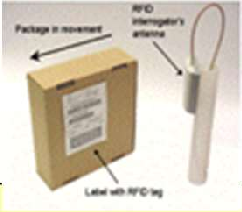 Package in movement
RFID
interrogator's
antenna
Label with RFID tag